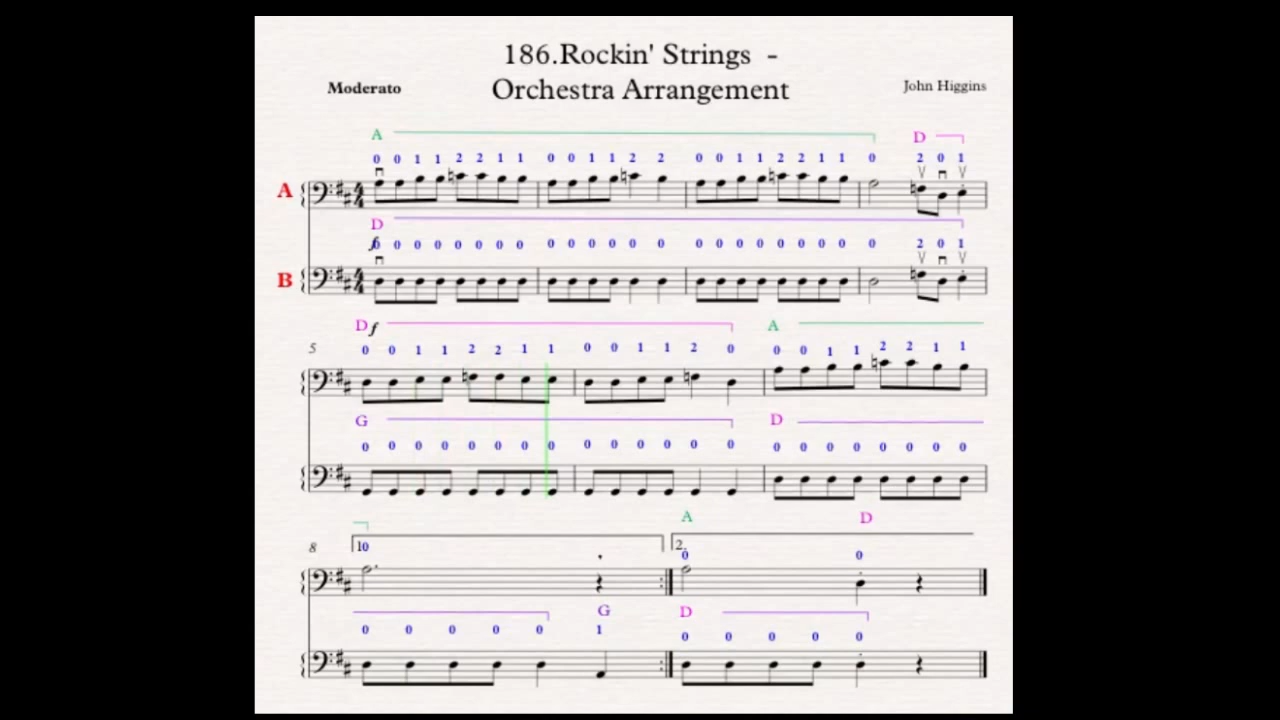 186.Rockin' Strings -
Moderato Orchestra Arrangement John Higgins
A D
0 0 1 1 2 2 1 1 0 0 1 1 2 2 0 0 1 1 2 2 1 1 0 2 0 1
A
D
f 0 0 0 0 0 0 0 0 0 0 0 0 0 0 0 0 0 0 0 0 0 0 0 2 0 1
B
D f A
5 0 0 1 1 2 2 1 1 0 0 1 1 2 0 0 0 1 1 2 2 1 1
G D
0 0 0 0 0 0 0 0 0 0 0 0 0 0 0 0 0 0 0 0 0 0
A D
8 1 0 2. 0 0
G D
0 0 0 0 0 1 0 0 0 0 0